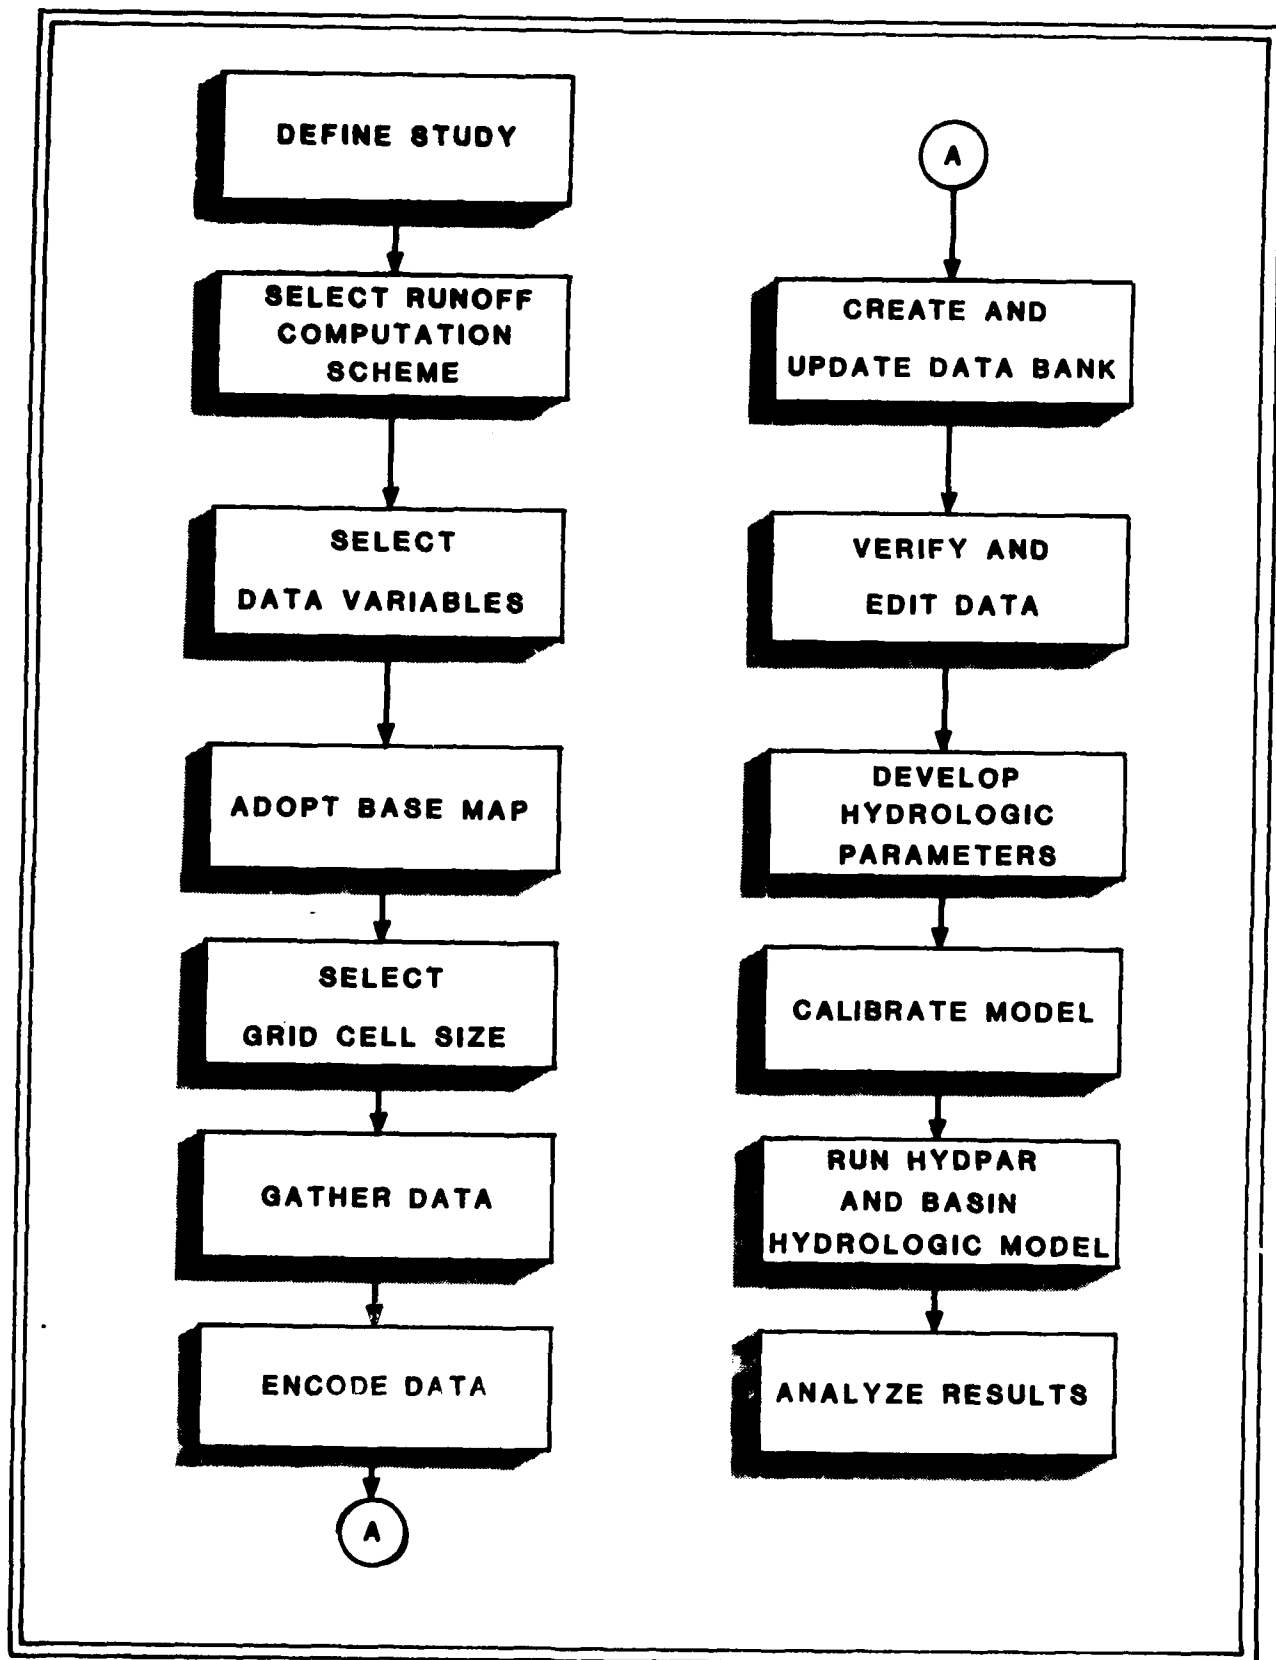 DEFINE STUDY
SELECT RUNOFF
COMPUTATION
SCHEME
SELECT
DATA VARIABLES
ADOPT BASE MAP
SELECT
GRID CELL SIZE
GATHER DATA
ENCODE DATA
A
A
CREATE AND
UPDATE DATA BANK
VERIFY AND
EDIT DATA
DEVELOP
HYDROLOGIC
PARAMETERS
CALIBRATE MODEL
RUN HYDPAR
AND BASIN
HYDROLOGIC MODEL
ANALYZE RESULTS